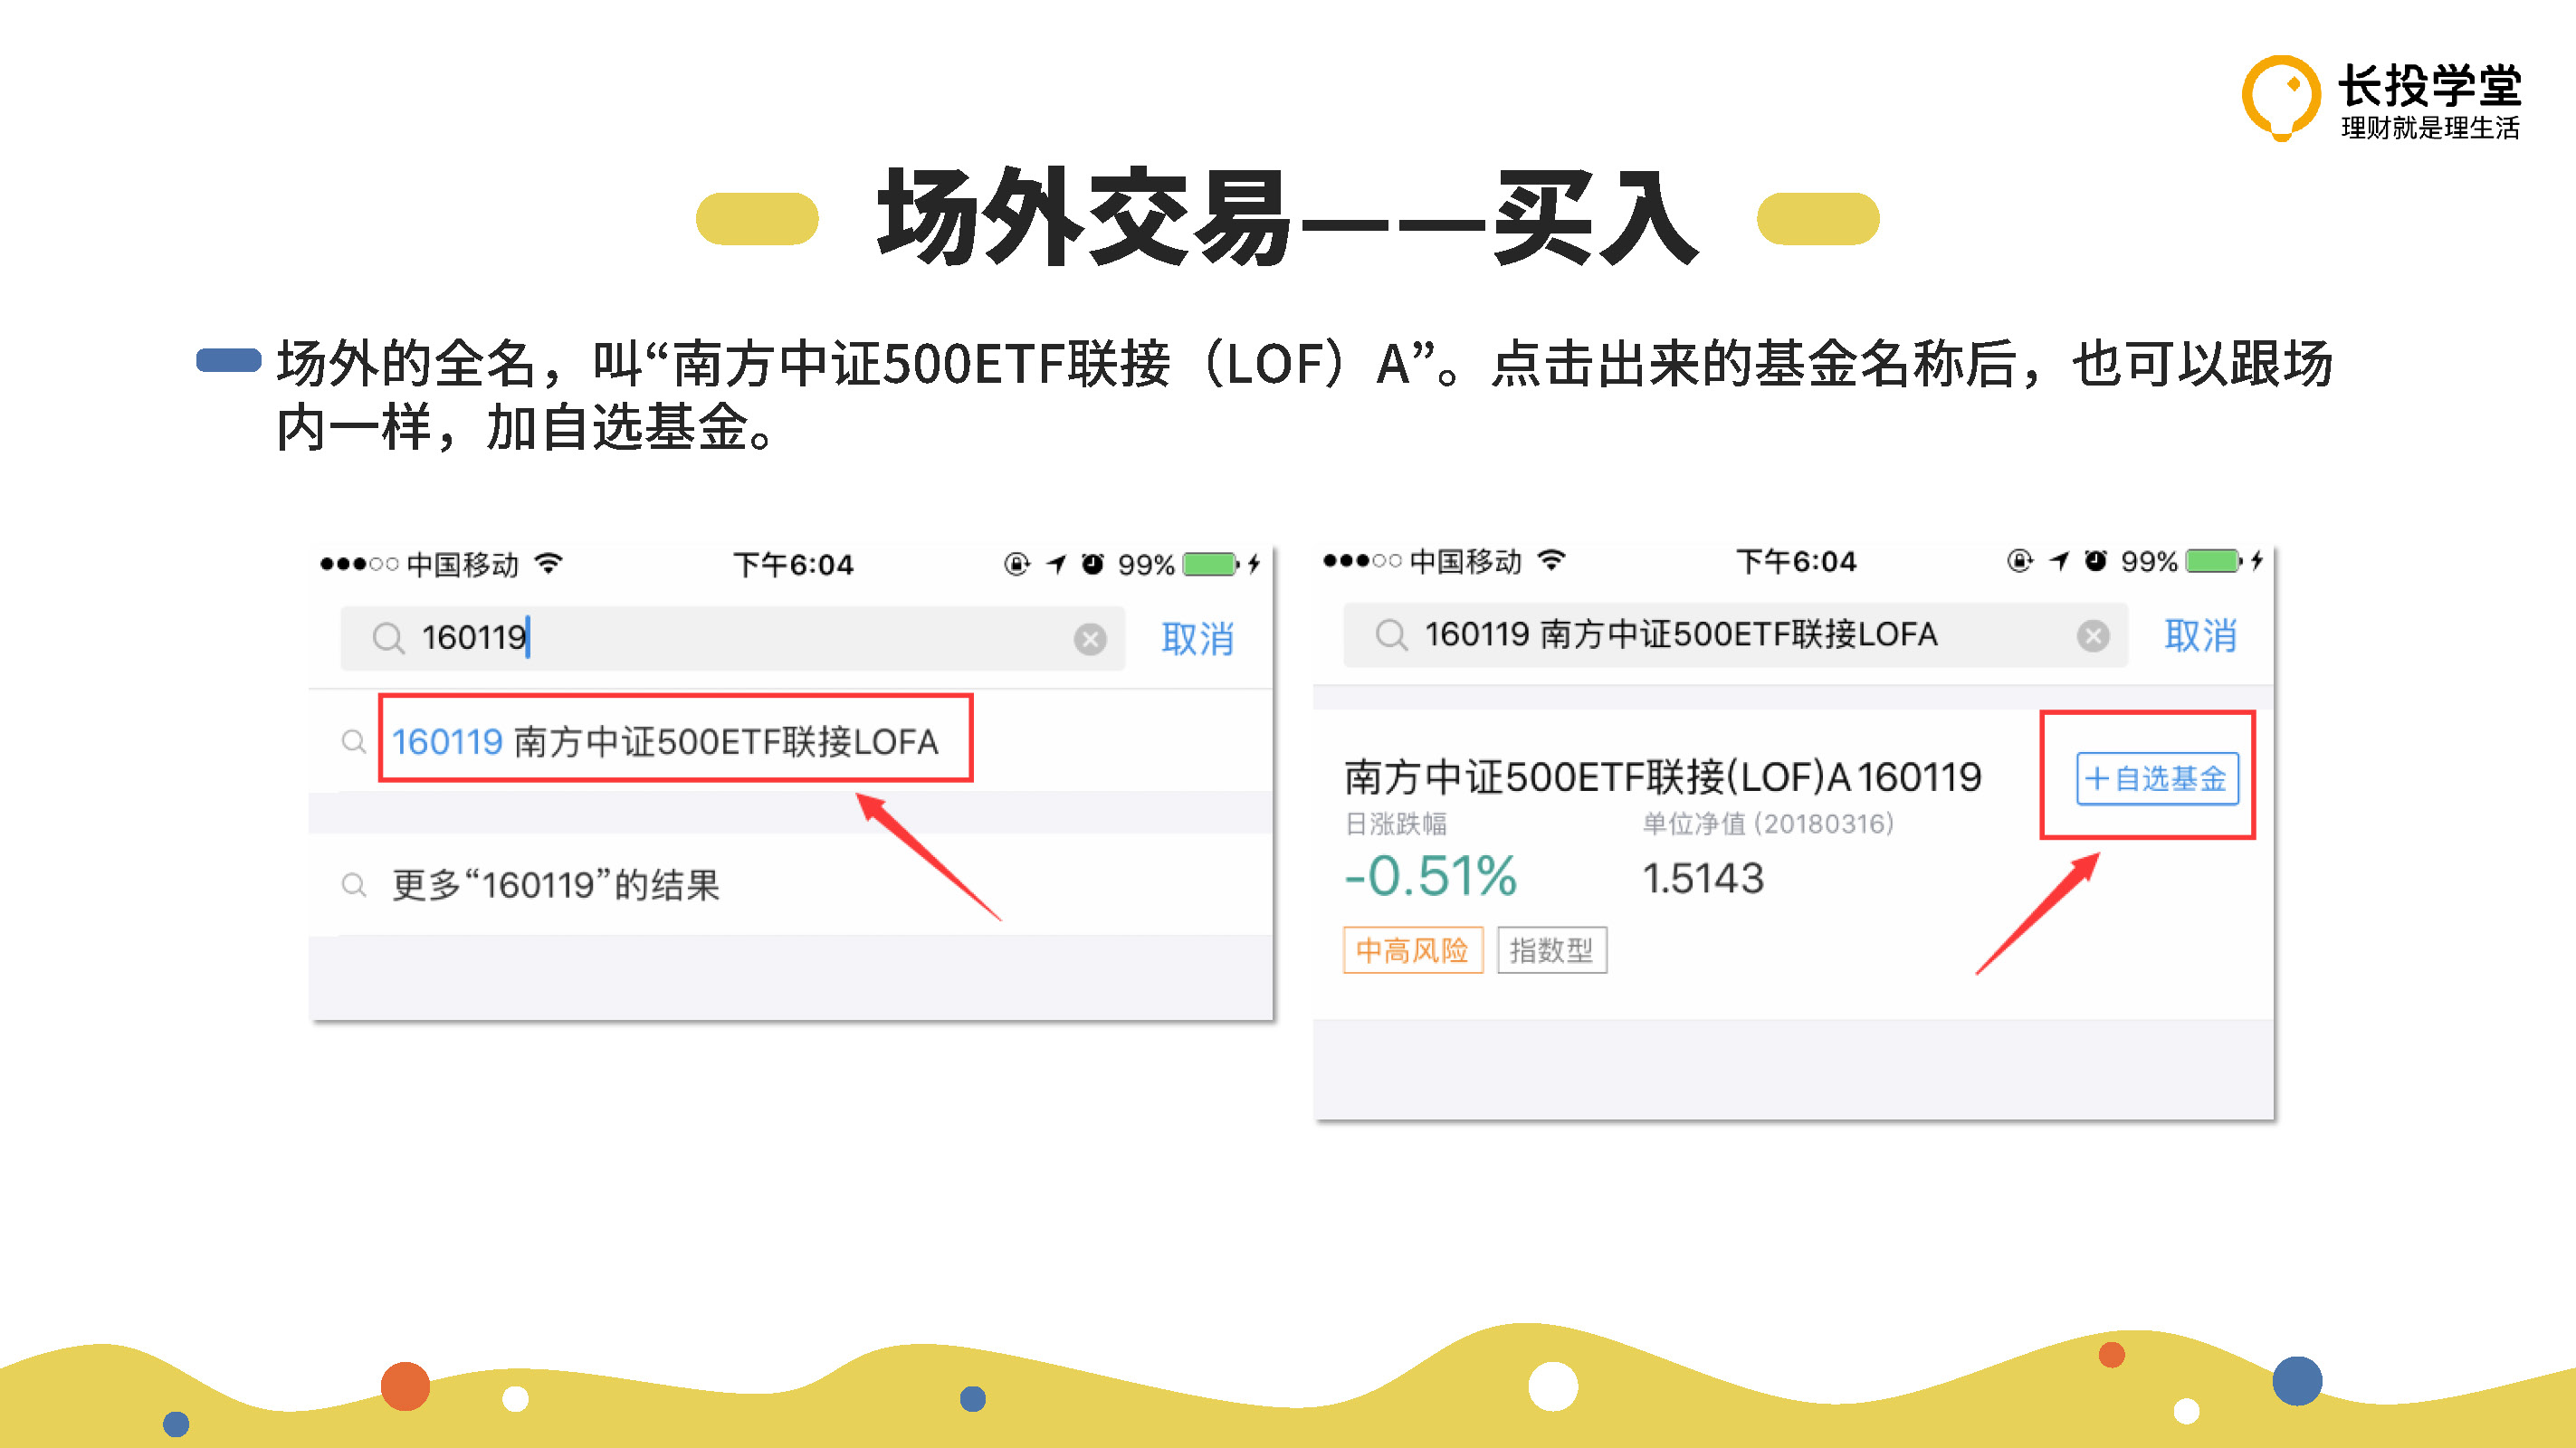 长投学堂
理财就是理生活
场外交易——买入
场外的全名，叫“南方中证500ETF联接（LOF）A”。点击出来的基金名称后，也可以跟场
内一样，加自选基金。
中国移动 下午6:04 99%
160119 取消
160119 南方中证500ETF联接LOFA
更多“160119”的结果
中国移动 下午6:04 99%
160119 南方中证500ETF联接LOFA 取消
南方中证500ETF联接(LOF)A 160119 +自选基金
日涨跌幅 单位净值 (20180316)
-0.51% 1.5143
中高风险 指数型